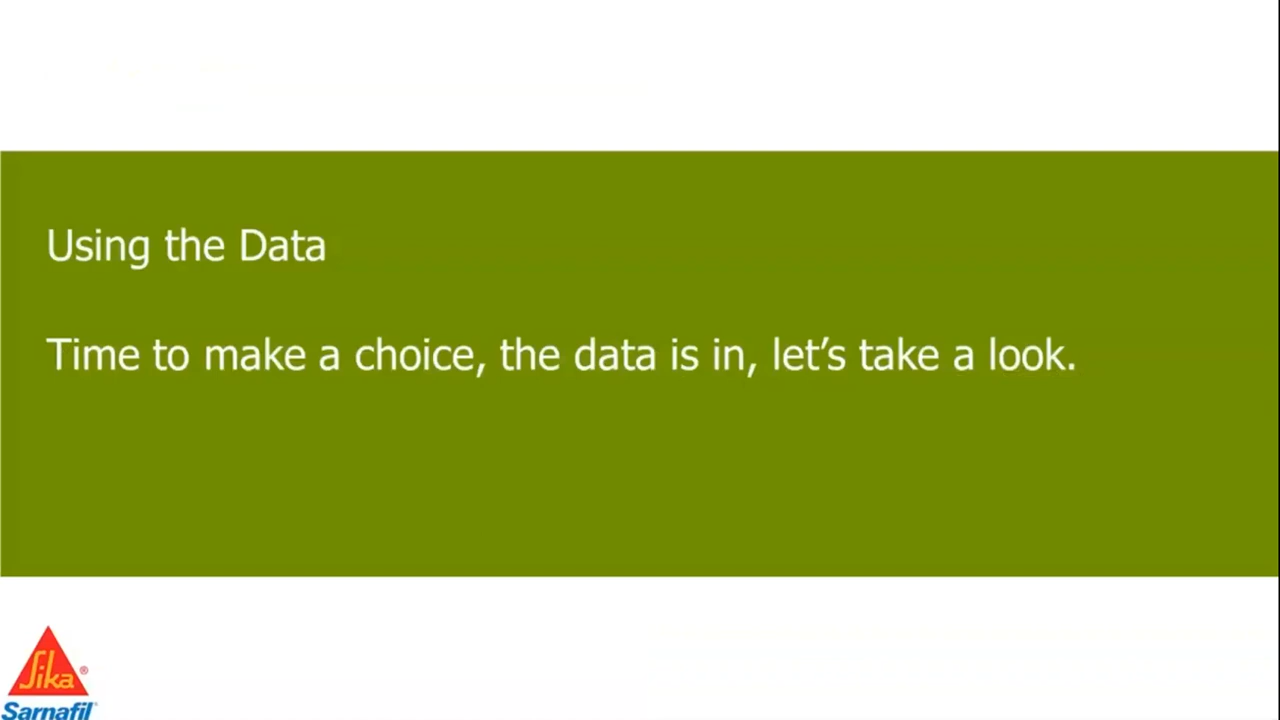 Using the Data
Time to make a choice, the data is in, let’s take a look.
Sika®
Sarnafil®